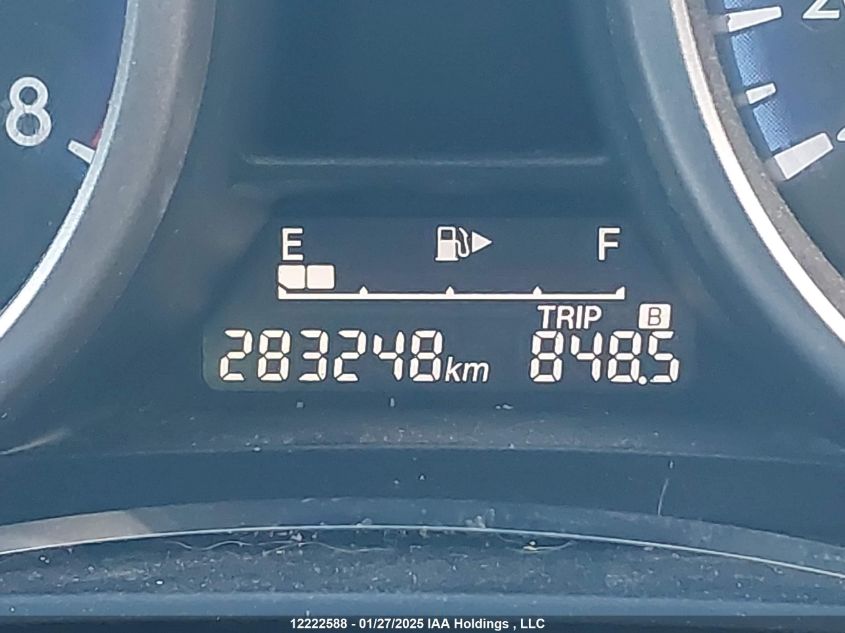 8
E F
TRIP B
283248km 848.5
12222588 - 01/27/2025 IAA Holdings , LLC